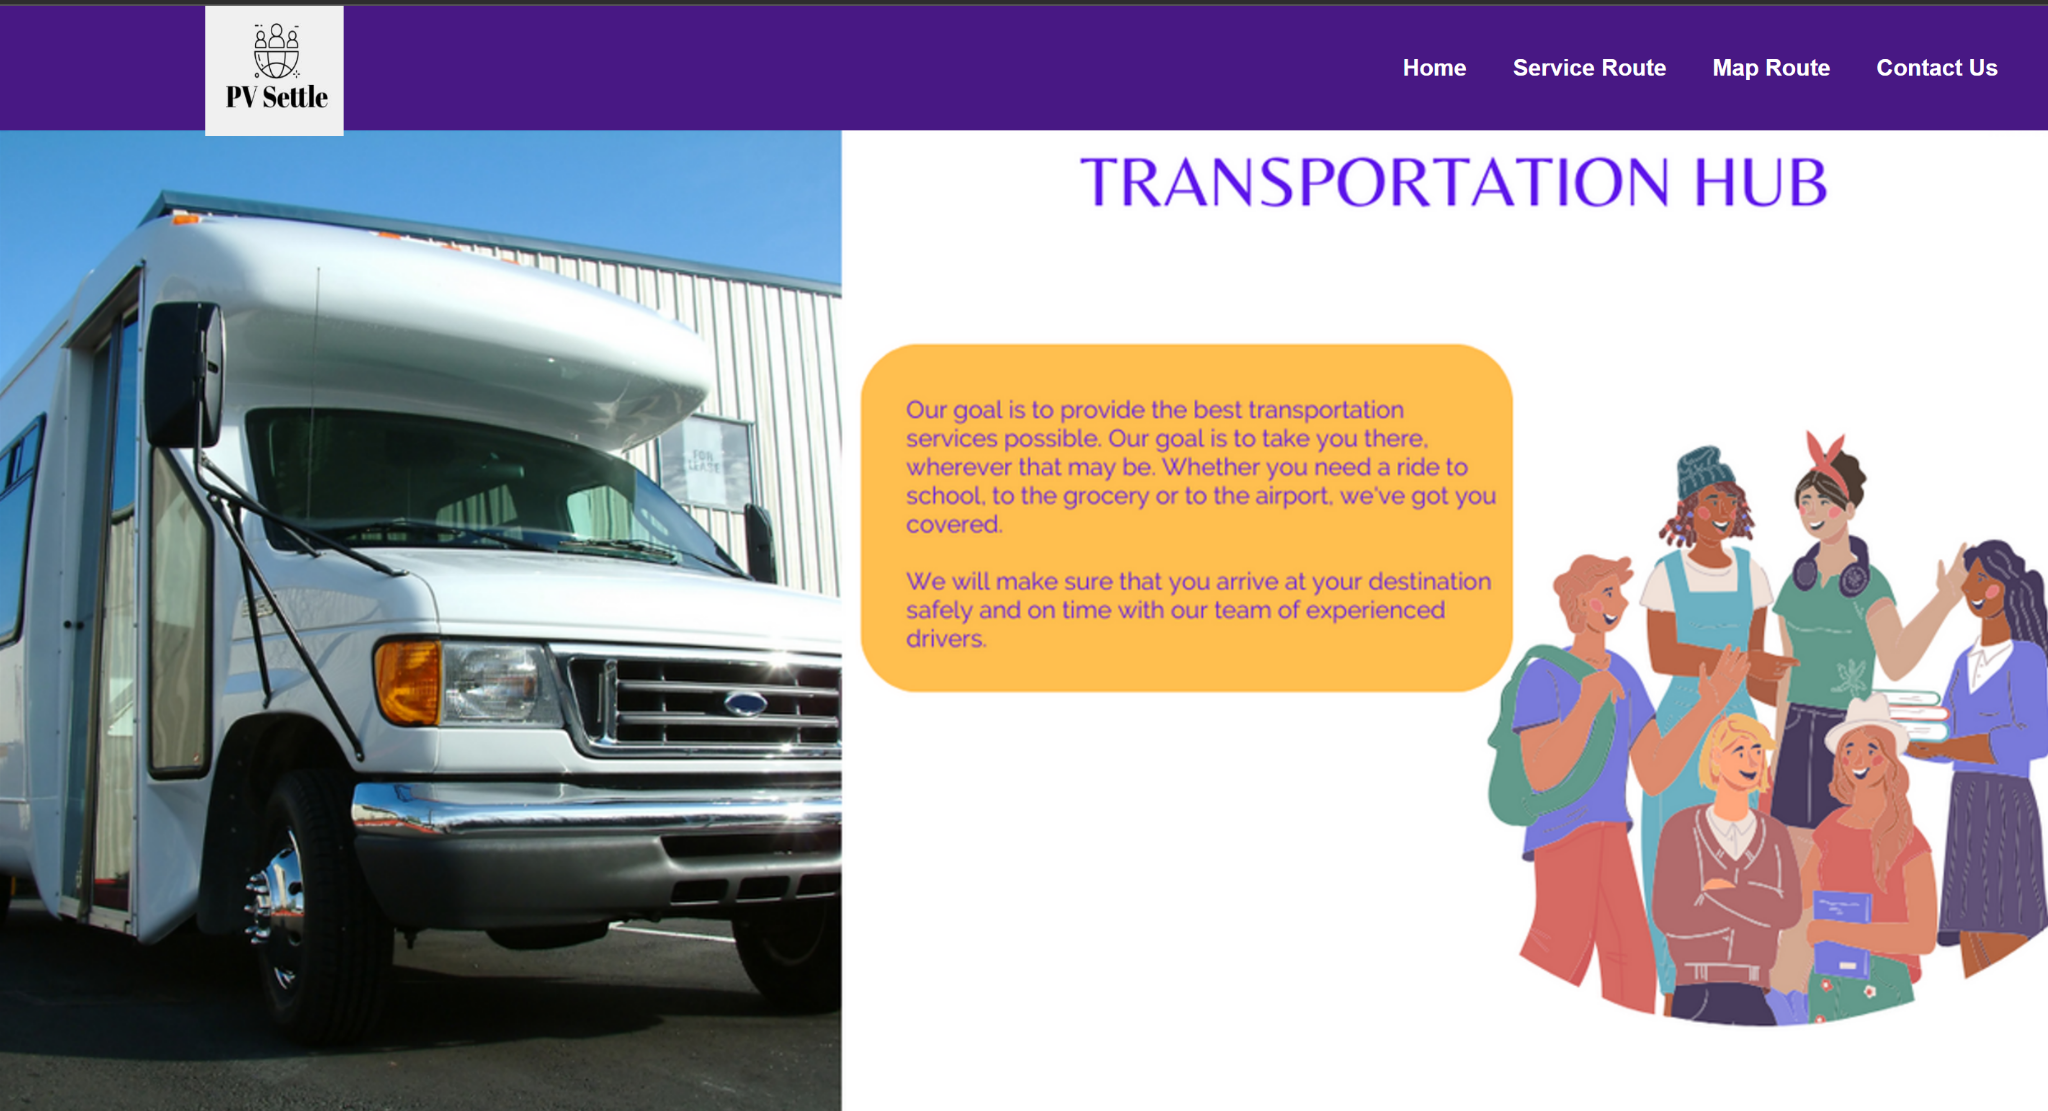 PV Settle
Home
Service Route
Map Route
Contact Us
TRANSPORTATION HUB
Our goal is to provide the best transportation
services possible. Our goal is to take you there,
wherever that may be. Whether you need a ride to
school, to the grocery or to the airport, we've got you
covered.
We will make sure that you arrive at your destination
safely and on time with our team of experienced
drivers.
FOR
LEASE